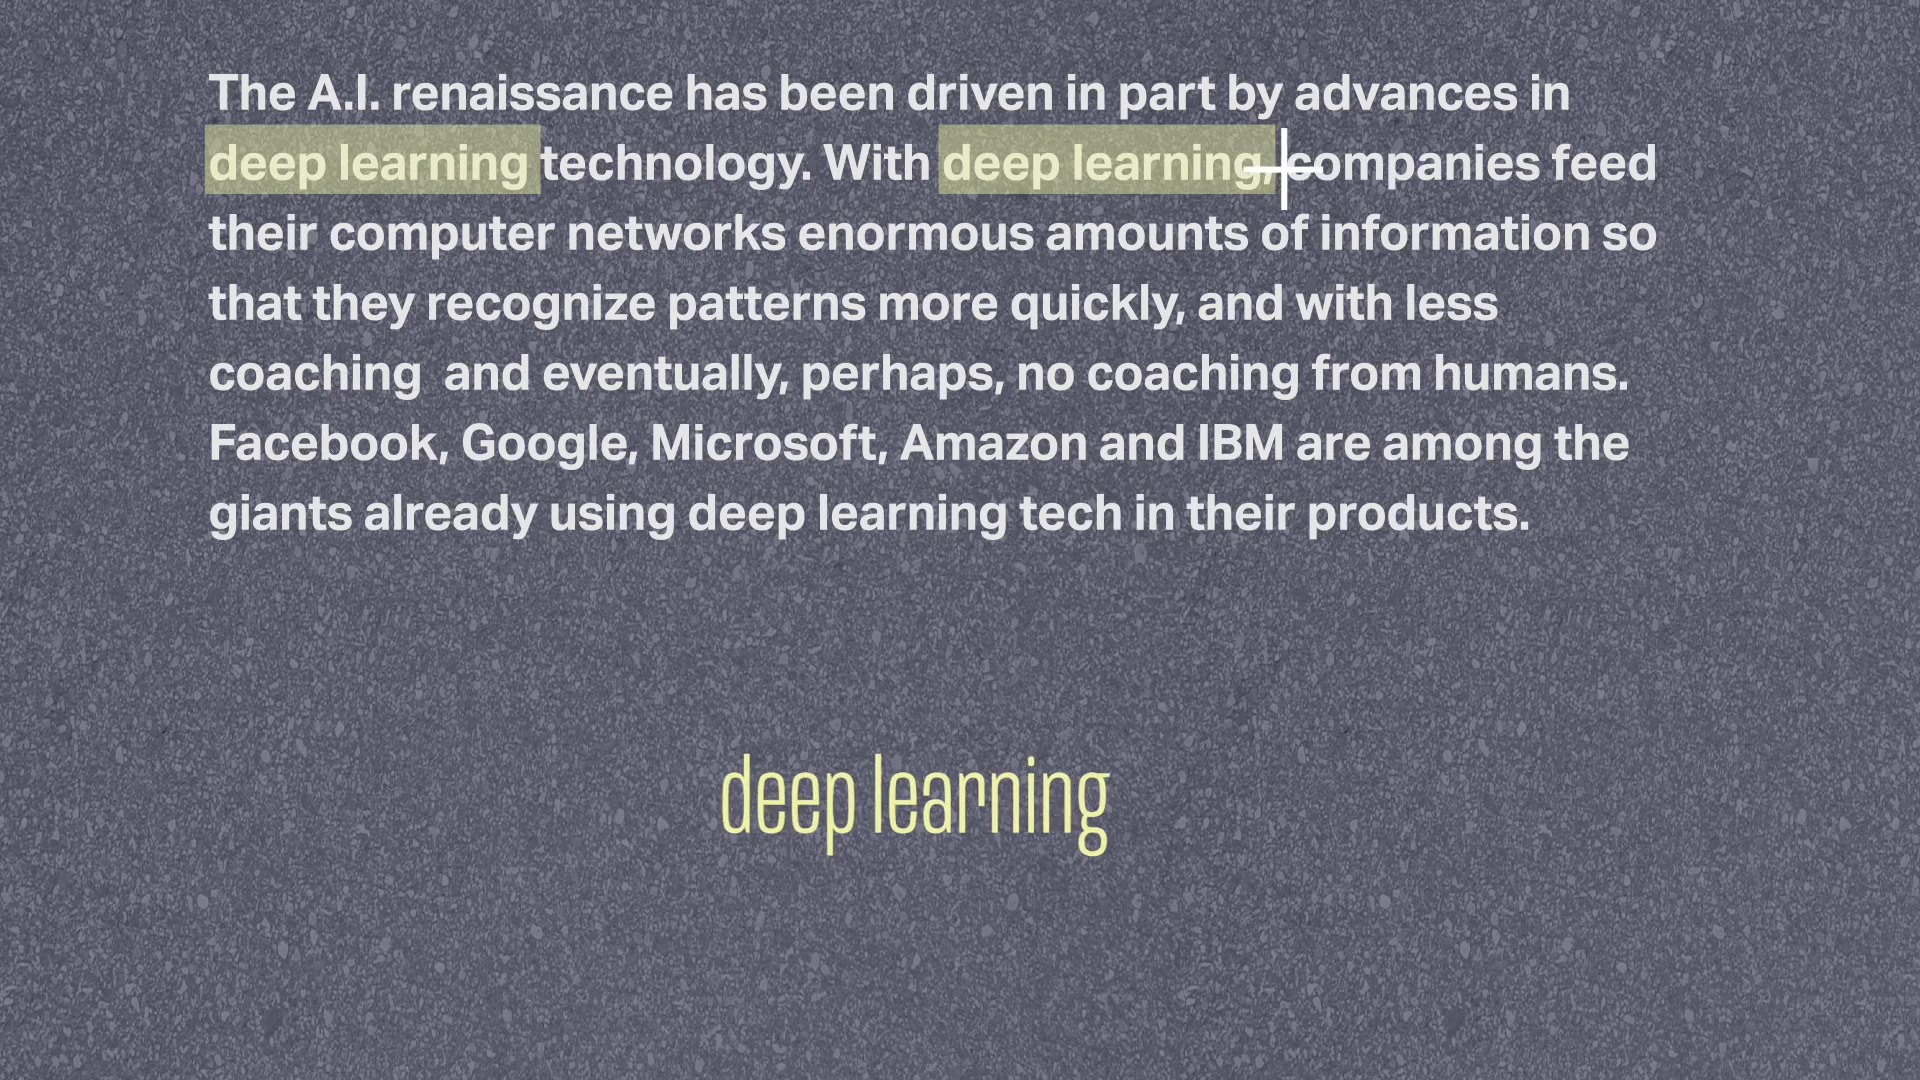 The A.I. renaissance has been driven in part by advances in
deep learning technology. With deep learning, companies feed
their computer networks enormous amounts of information so
that they recognize patterns more quickly, and with less
coaching  and eventually, perhaps, no coaching from humans.
Facebook, Google, Microsoft, Amazon and IBM are among the
giants already using deep learning tech in their products.
deep learning